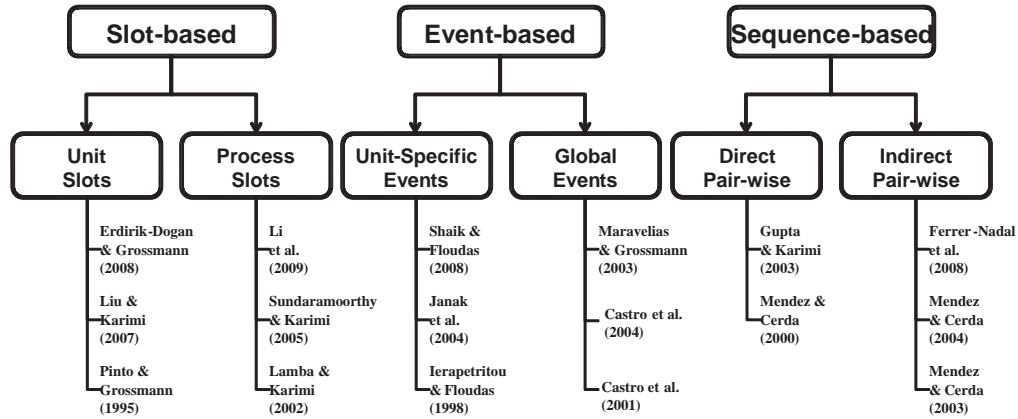 Slot-based
Event-based
Sequence-based
Unit
Slots
Process
Slots
Unit-Specific
Events
Global
Events
Direct
Pair-wise
Indirect
Pair-wise
Erdirik-Dogan
& Grossmann
(2008)
Liu &
Karimi
(2007)
Pinto &
Grossmann
(1995)
Li
et al.
(2009)
Sundaramoorthy
& Karimi
(2005)
Lamba &
Karimi
(2002)
Shaik &
Floudas
(2008)
Janak
et al.
(2004)
Ierapetritou
& Floudas
(1998)
Maravelias
& Grossmann
(2003)
Castro et al.
(2004)
Castro et al.
(2001)
Gupta
& Karimi
(2003)
Mendez &
Cerda
(2000)
Ferrer-Nadal
et al.
(2008)
Mendez
& Cerda
(2004)
Mendez
& Cerda
(2003)